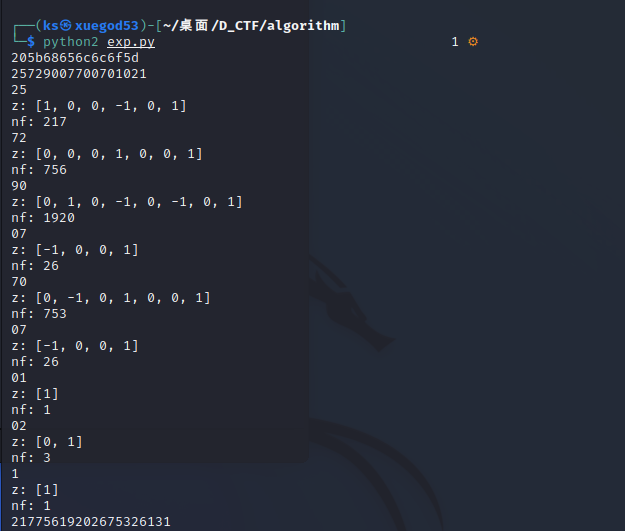 ┌──(ks㉿xuegod53)-[~/桌面/D_CTF/algorithm]
└─$ python2 exp.py 1 ⚙
205b68656c6c6f5d
25729007700701021
25
z: [1, 0, 0, -1, 0, 1]
nf: 217
72
z: [0, 0, 0, 1, 0, 0, 1]
nf: 756
90
z: [0, 1, 0, -1, 0, -1, 0, 1]
nf: 1920
07
z: [-1, 0, 0, 1]
nf: 26
70
z: [0, -1, 0, 1, 0, 0, 1]
nf: 753
07
z: [-1, 0, 0, 1]
nf: 26
01
z: [1]
nf: 1
02
z: [0, 1]
nf: 3
1
z: [1]
nf: 1
21775619202675326131